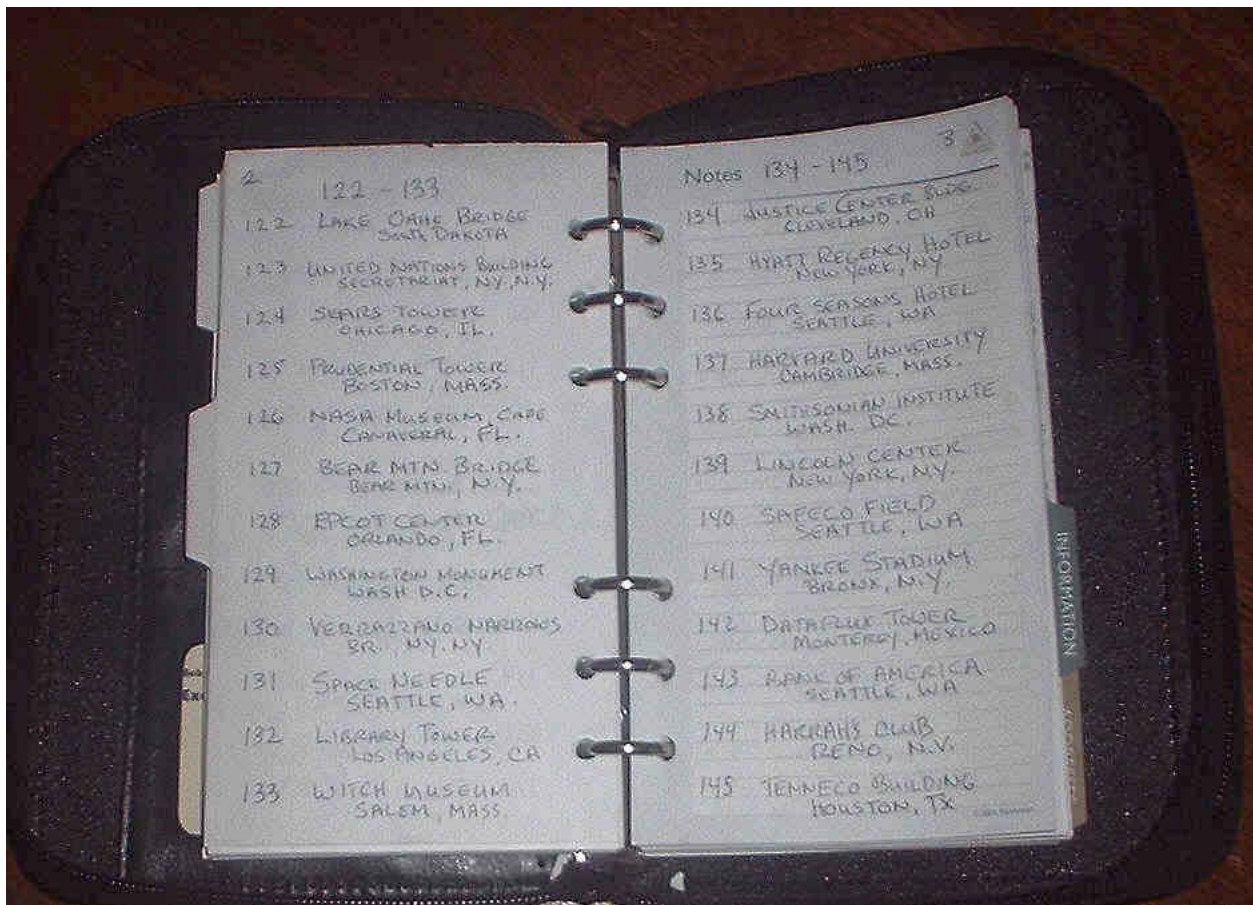 2
122 - 133
122 LAKE OAHE BRIDGE
SOUTH DAKOTA
123 UNITED NATIONS BUILDING
SECRETARIAT, NY, N.Y.
124 SEARS TOWER
CHICAGO, IL.
125 PRUDENTIAL TOWER
BOSTON, MASS.
126 NASA MUSEUM, CAPE
CANAVERAL, FL.
127 BEAR MTN. BRIDGE
BEAR MTN., N.Y.
128 EPCOT CENTER
ORLANDO, FL.
129 WASHINGTON MONUMENT
WASH D.C.
130 VERRAZZANO NARROWS
BR., NY. NY.
131 SPACE NEEDLE
SEATTLE, WA.
132 LIBRARY TOWER
LOS ANGELES, CA
133 WITCH MUSEUM
SALEM, MASS.
3
Notes 134 - 145
134 JUSTICE CENTER BLDG.
CLEVELAND, OH
135 HYATT REGENCY HOTEL
NEW YORK, NY
136 FOUR SEASONS HOTEL
SEATTLE, WA
137 HARVARD UNIVERSITY
CAMBRIDGE, MASS.
138 SMITHSONIAN INSTITUTE
WASH. DC.
139 LINCOLN CENTER
NEW YORK, NY.
140 SAFECO FIELD
SEATTLE, WA
141 YANKEE STADIUM
BRONX, N.Y.
142 DATAFLUX TOWER
MONTERREY, MEXICO
143 BANK OF AMERICA
SEATTLE, WA
144 HARRAH'S CLUB
RENO, N.V.
145 TENNECO BUILDING
HOUSTON, TX
INFORMATION